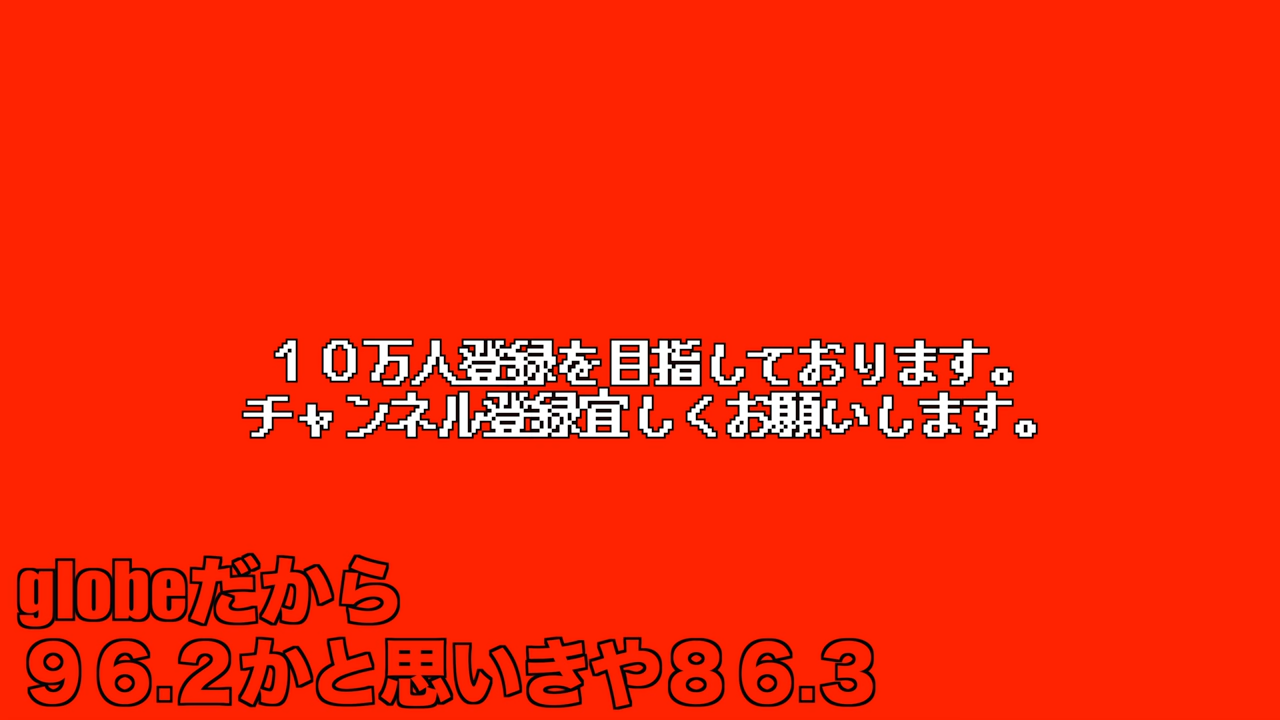 １０万人登録を目指しております。
チャンネル登録宜しくお願いします。
globeだから
９６.２かと思いきや８６.３